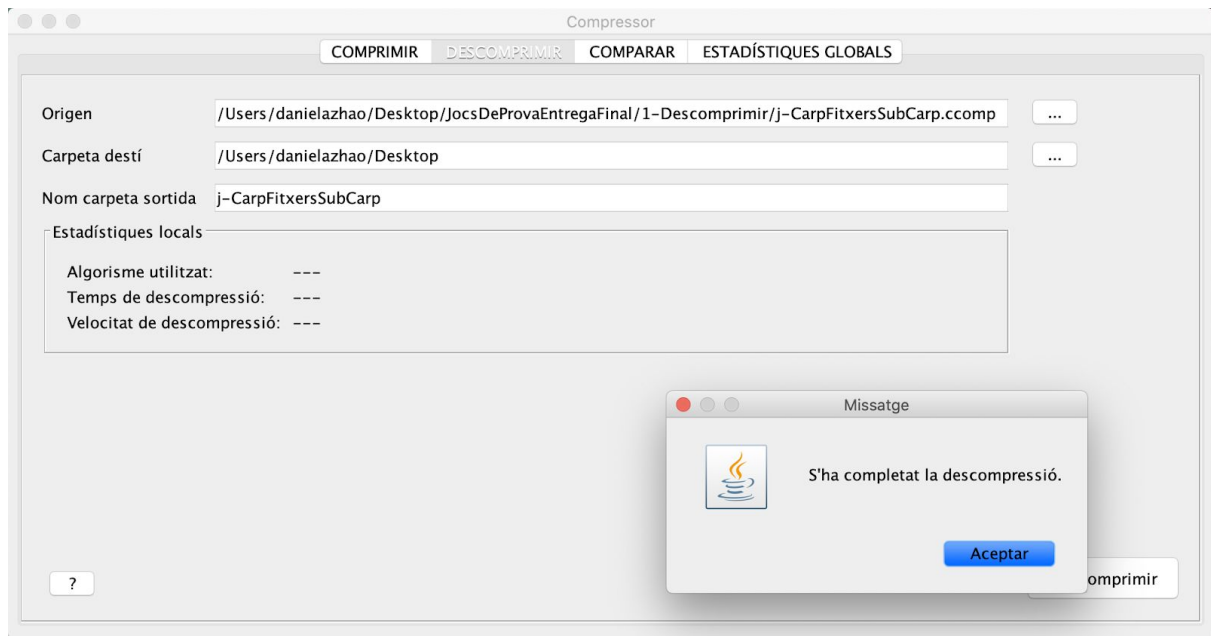 Compressor
COMPRIMIR DESCOMPRIMIR COMPARAR ESTADÍSTIQUES GLOBALS
Origen /Users/danielazhao/Desktop/JocsDeProvaEntregaFinal/1-Descomprimir/j-CarpFitxersSubCarp.ccomp ...
Carpeta destí /Users/danielazhao/Desktop ...
Nom carpeta sortida j-CarpFitxersSubCarp
Estadístiques locals
Algorisme utilitzat: ---
Temps de descompressió: ---
Velocitat de descompressió: ---
Missatge
S'ha completat la descompressió.
Aceptar
? omprimir